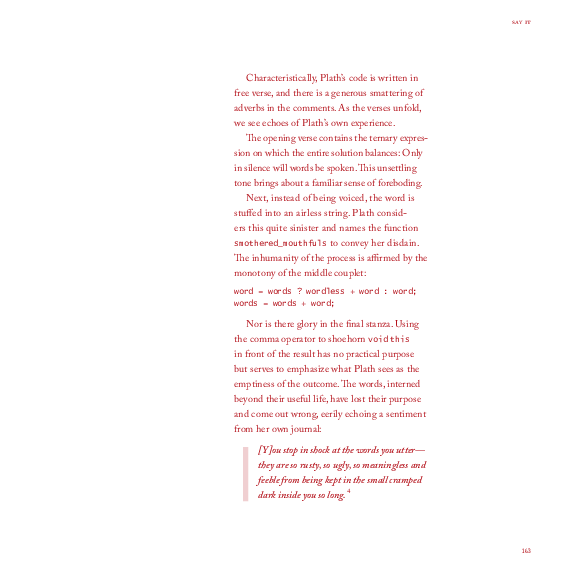 SAY IT
Characteristically, Plath's code is written in
free verse, and there is a generous smattering of
adverbs in the comments. As the verses unfold,
we see echoes of Plath's own experience.
The opening verse contains the ternary expres-
sion on which the entire solution balances: Only
in silence will words be spoken. This unsettling
tone brings about a familiar sense of foreboding.
Next, instead of being voiced, the word is
stuffed into an airless string. Plath consid-
ers this quite sinister and names the function
smothered_mouthfuls to convey her disdain.
The inhumanity of the process is affirmed by the
monotony of the middle couplet:
word = words ? wordless + word : word;
words = words + word;
Nor is there glory in the final stanza. Using
the comma operator to shoehorn void this
in front of the result has no practical purpose
but serves to emphasize what Plath sees as the
emptiness of the outcome. The words, interned
beyond their useful life, have lost their purpose
and come out wrong, eerily echoing a sentiment
from her own journal:
[Y]ou stop in shock at the words you utter—
they are so rusty, so ugly, so meaningless and
feeble from being kept in the small cramped
dark inside you so long. 4
163